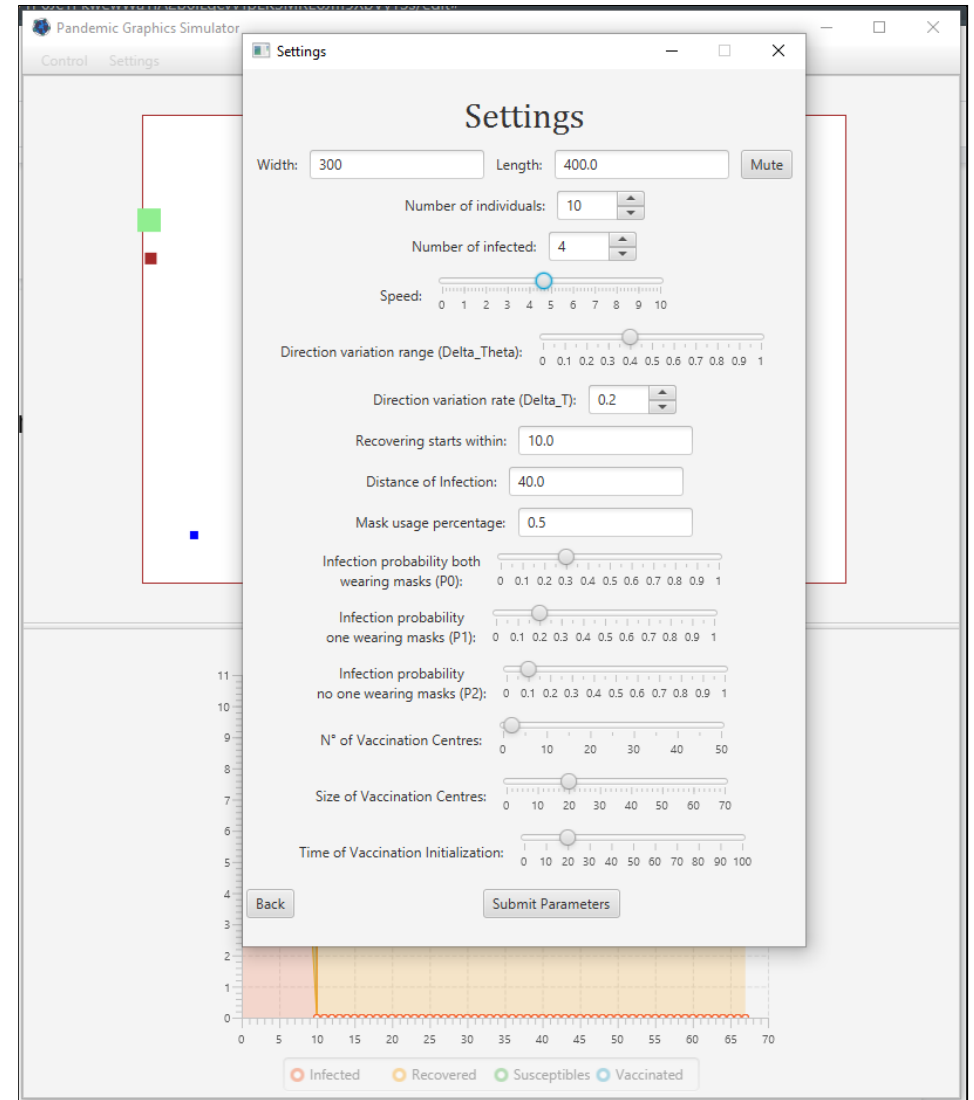 Pandemic Graphics Simulator
Control Settings
Settings
Settings
Width: 300 Length: 400.0 Mute
Number of individuals: 10
Number of infected: 4
Speed:
0 1 2 3 4 5 6 7 8 9 10
Direction variation range (Delta_Theta):
0 0.1 0.2 0.3 0.4 0.5 0.6 0.7 0.8 0.9 1
Direction variation rate (Delta_T): 0.2
Recovering starts within: 10.0
Distance of Infection: 40.0
Mask usage percentage: 0.5
Infection probability both
wearing masks (P0):
0 0.1 0.2 0.3 0.4 0.5 0.6 0.7 0.8 0.9 1
Infection probability
one wearing masks (P1):
0 0.1 0.2 0.3 0.4 0.5 0.6 0.7 0.8 0.9 1
Infection probability
no one wearing masks (P2):
0 0.1 0.2 0.3 0.4 0.5 0.6 0.7 0.8 0.9 1
N° of Vaccination Centres:
0 10 20 30 40 50
Size of Vaccination Centres:
0 10 20 30 40 50 60 70
Time of Vaccination Initialization:
0 10 20 30 40 50 60 70 80 90 100
Back Submit Parameters
11
10
9
8
7
6
5
4
3
2
1
0
0 5 10 15 20 25 30 35 40 45 50 55 60 65 70
Infected Recovered Susceptibles Vaccinated